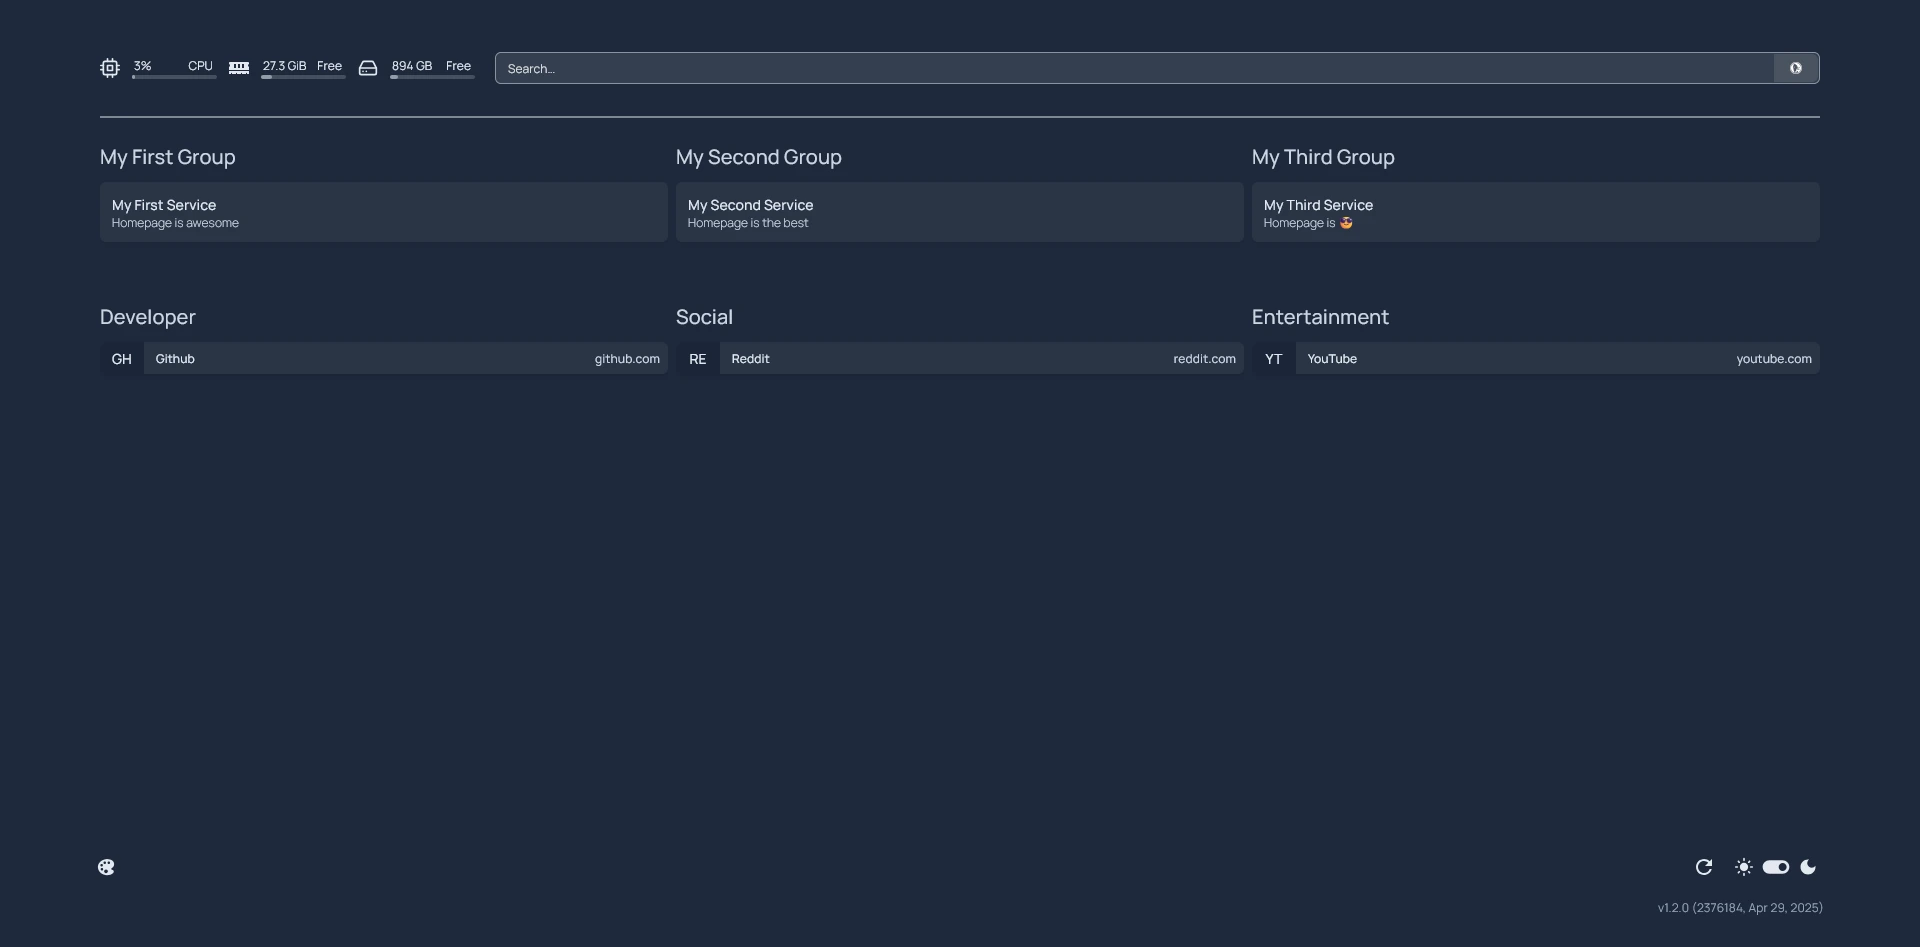 3% CPU 27.3 GiB Free 894 GB Free Search...
My First Group My Second Group My Third Group
My First Service My Second Service My Third Service
Homepage is awesome Homepage is the best Homepage is 😎
Developer Social Entertainment
GH Github github.com RE Reddit reddit.com YT YouTube youtube.com
v1.2.0 (2376184, Apr 29, 2025)